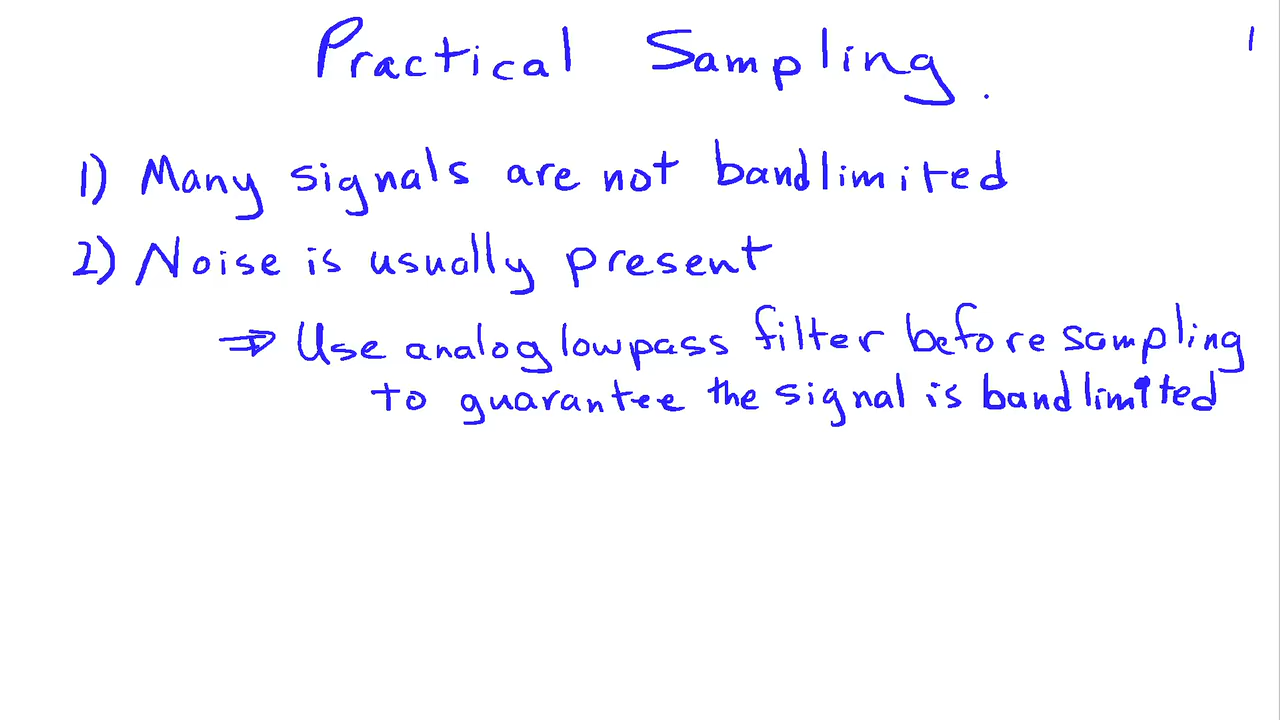 Practical Sampling
1
1) Many signals are not bandlimited
2) Noise is usually present
⇒ Use analog lowpass filter before sampling
to guarantee the signal is bandlimited